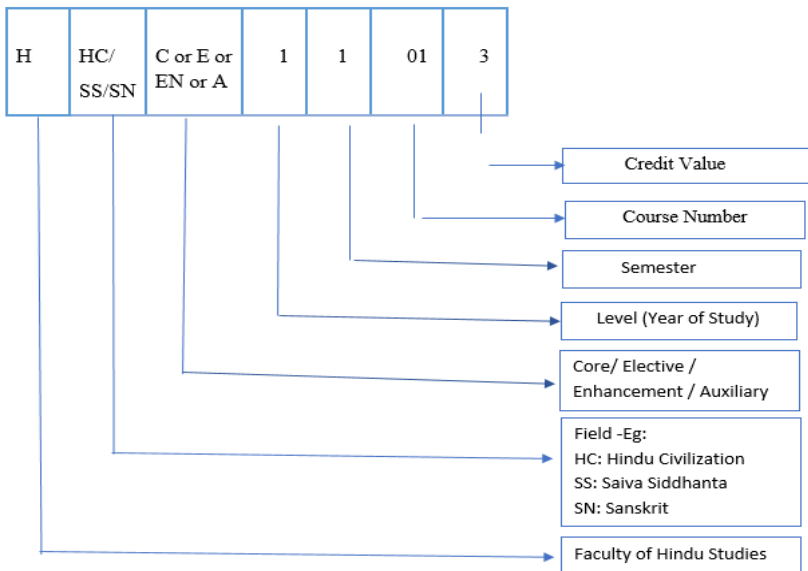 H HC/ C or E or 1 1 01 3
SS/SN EN or A
Credit Value
Course Number
Semester
Level (Year of Study)
Core/ Elective /
Enhancement / Auxiliary
Field -Eg:
HC: Hindu Civilization
SS: Saiva Siddhanta
SN: Sanskrit
Faculty of Hindu Studies